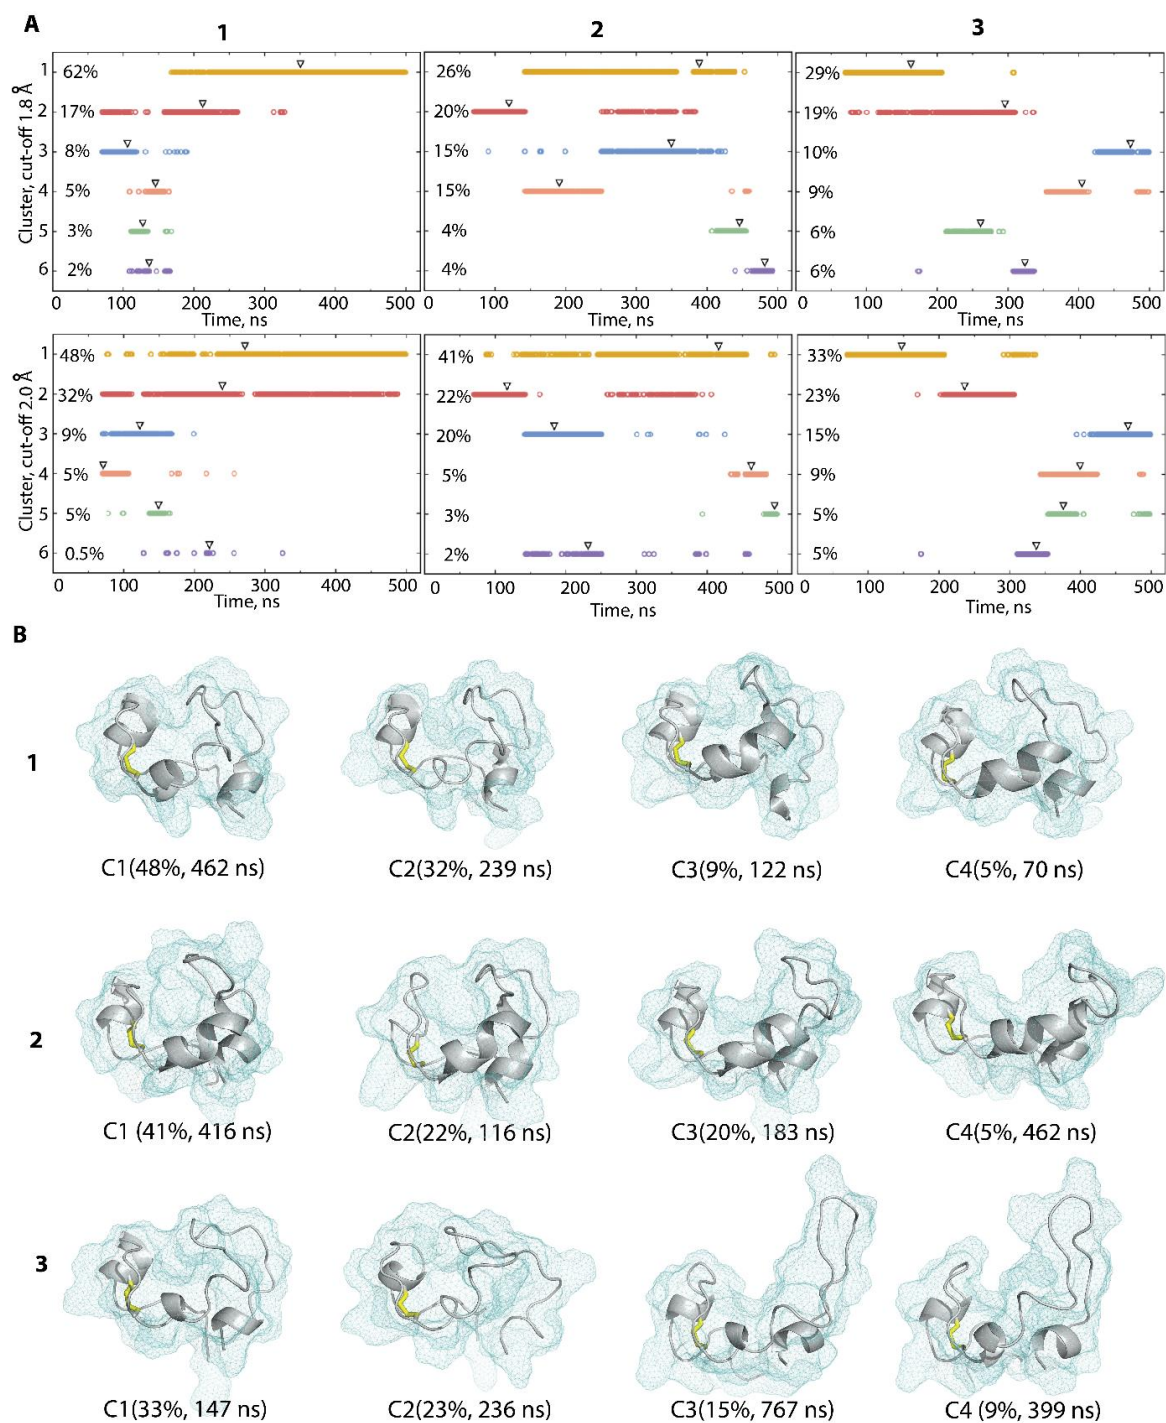 A
1 2 3
Cluster, cut-off 1.8 Å
1 62%
2 17%
3 8%
4 5%
5 3%
6 2%
0 100 200 300 400 500
Time, ns
26%
20%
15%
15%
4%
4%
0 100 200 300 400 500
Time, ns
29%
19%
10%
9%
6%
6%
0 100 200 300 400 500
Time, ns
Cluster, cut-off 2.0 Å
1 48%
2 32%
3 9%
4 5%
5 5%
6 0.5%
0 100 200 300 400 500
Time, ns
41%
22%
20%
5%
3%
2%
0 100 200 300 400 500
Time, ns
33%
23%
15%
9%
5%
5%
0 100 200 300 400 500
Time, ns
B
1
C1(48%, 462 ns) C2(32%, 239 ns) C3(9%, 122 ns) C4(5%, 70 ns)
2
C1 (41%, 416 ns) C2(22%, 116 ns) C3(20%, 183 ns) C4(5%, 462 ns)
3
C1(33%, 147 ns) C2(23%, 236 ns) C3(15%, 767 ns) C4 (9%, 399 ns)